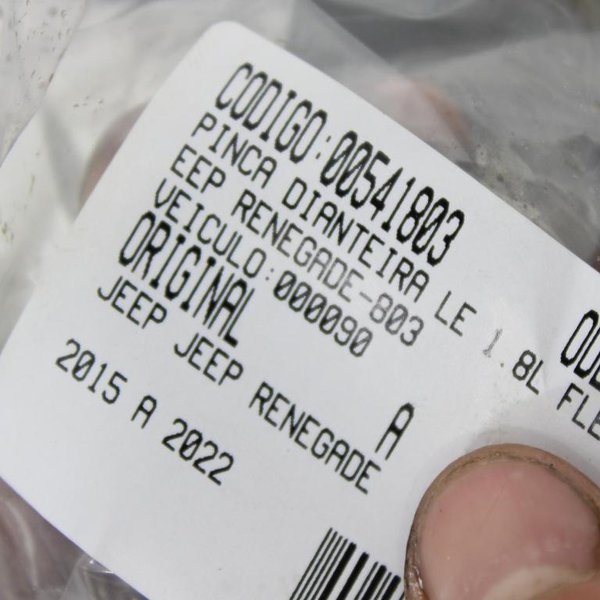 CODIGO:00541803
PINCA DIANTEIRA LE 1.8L FLE
EEP RENEGADE-803
VEICULO:000090
ORIGINAL A
JEEP JEEP RENEGADE
2015 A 2022